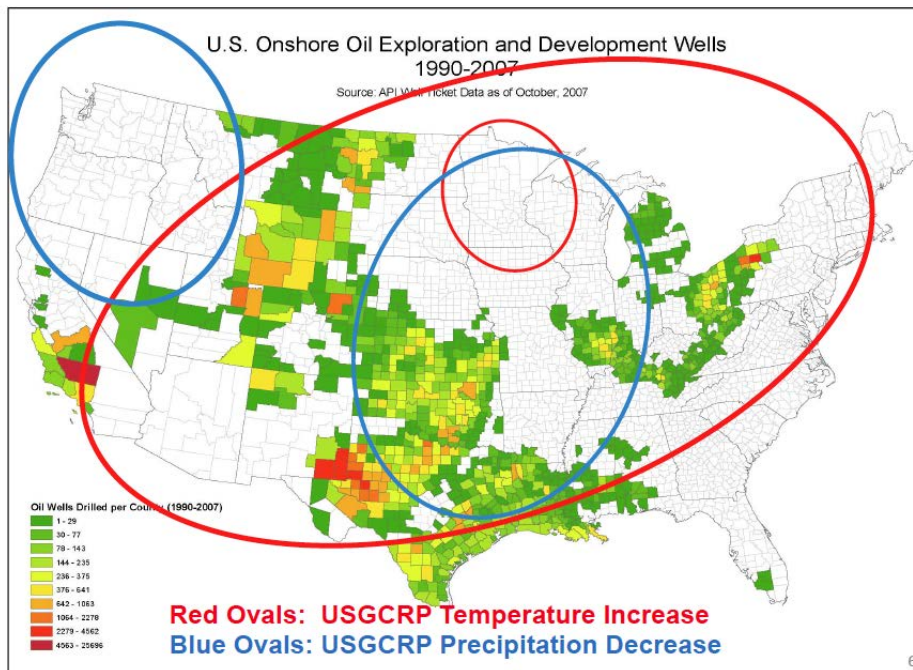 U.S. Onshore Oil Exploration and Development Wells
1990-2007
Source: API Well Ticket Data as of October, 2007
Oil Wells Drilled per County (1990-2007)
1 - 29
30 - 77
78 - 143
144 - 235
236 - 375
376 - 641
642 - 1063
1064 - 2278
2279 - 4562
4563 - 25696
Red Ovals: USGCRP Temperature Increase
Blue Ovals: USGCRP Precipitation Decrease
6